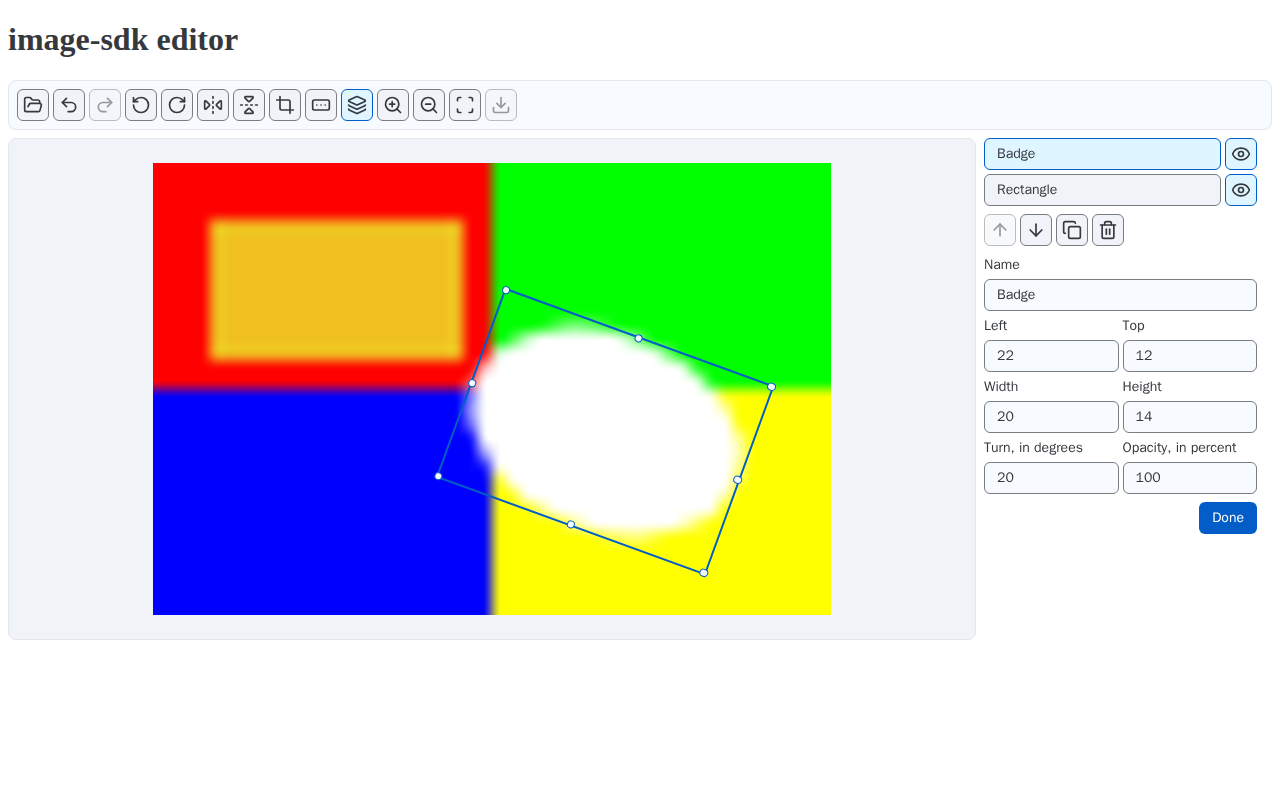 image-sdk editor
Badge
Rectangle
Name
Badge
Left Top
22 12
Width Height
20 14
Turn, in degrees Opacity, in percent
20 100
Done